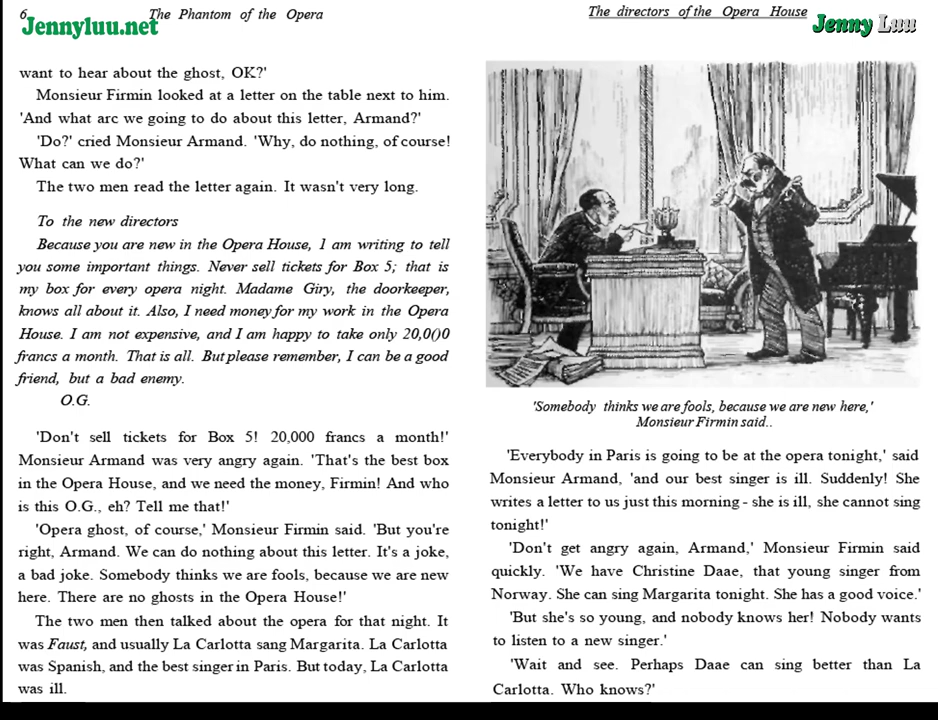 6 The Phantom of the Opera
Jennyluu.net
want to hear about the ghost, OK?'
Monsieur Firmin looked at a letter on the table next to him.
'And what arc we going to do about this letter, Armand?'
'Do?' cried Monsieur Armand. 'Why, do nothing, of course!
What can we do?'
The two men read the letter again. It wasn't very long.
To the new directors
Because you are new in the Opera House, 1 am writing to tell
you some important things. Never sell tickets for Box 5; that is
my box for every opera night. Madame Giry, the doorkeeper,
knows all about it. Also, I need money for my work in the Opera
House. I am not expensive, and I am happy to take only 20,0()0
francs a month. That is all. But please remember, I can be a good
friend, but a bad enemy.
O.G.
'Don't sell tickets for Box 5! 20,000 francs a month!'
Monsieur Armand was very angry again. 'That's the best box
in the Opera House, and we need the money, Firmin! And who
is this O.G., eh? Tell me that!'
'Opera ghost, of course,' Monsieur Firmin said. 'But you're
right, Armand. We can do nothing about this letter. It's a joke,
a bad joke. Somebody thinks we are fools, because we are new
here. There are no ghosts in the Opera House!'
The two men then talked about the opera for that night. It
was Faust, and usually La Carlotta sang Margarita. La Carlotta
was Spanish, and the best singer in Paris. But today, La Carlotta
was ill.
The directors of the Opera House
Jenny Luu
'Somebody thinks we are fools, because we are new here,'
Monsieur Firmin said..
'Everybody in Paris is going to be at the opera tonight,' said
Monsieur Armand, 'and our best singer is ill. Suddenly! She
writes a letter to us just this morning - she is ill, she cannot sing
tonight!'
'Don't get angry again, Armand,' Monsieur Firmin said
quickly. 'We have Christine Daae, that young singer from
Norway. She can sing Margarita tonight. She has a good voice.'
'But she's so young, and nobody knows her! Nobody wants
to listen to a new singer.'
'Wait and see. Perhaps Daae can sing better than La
Carlotta. Who knows?'